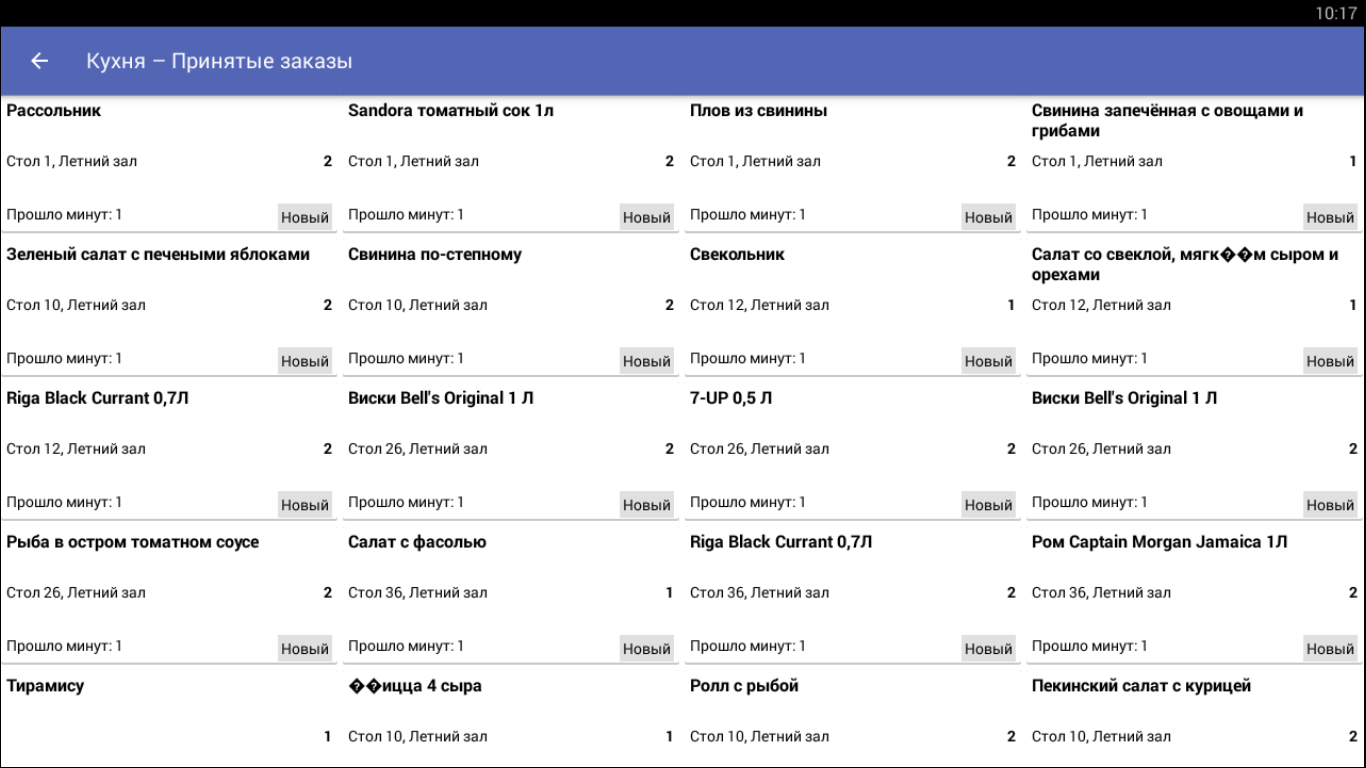 10:17
Кухня – Принятые заказы
Рассольник
Стол 1, Летний зал 2
Прошло минут: 1 Новый
Sandora томатный сок 1л
Стол 1, Летний зал 2
Прошло минут: 1 Новый
Плов из свинины
Стол 1, Летний зал 2
Прошло минут: 1 Новый
Свинина запечённая с овощами и
грибами
Стол 1, Летний зал 1
Прошло минут: 1 Новый
Зеленый салат с печеными яблоками
Стол 10, Летний зал 2
Прошло минут: 1 Новый
Свинина по-степному
Стол 10, Летний зал 2
Прошло минут: 1 Новый
Свекольник
Стол 12, Летний зал 1
Прошло минут: 1 Новый
Салат со свеклой, мягк��м сыром и
орехами
Стол 12, Летний зал 1
Прошло минут: 1 Новый
Riga Black Currant 0,7Л
Стол 12, Летний зал 2
Прошло минут: 1 Новый
Виски Bell's Original 1 Л
Стол 26, Летний зал 2
Прошло минут: 1 Новый
7-UP 0,5 Л
Стол 26, Летний зал 2
Прошло минут: 1 Новый
Виски Bell's Original 1 Л
Стол 26, Летний зал 2
Прошло минут: 1 Новый
Рыба в остром томатном соусе
Стол 26, Летний зал 2
Прошло минут: 1 Новый
Салат с фасолью
Стол 36, Летний зал 1
Прошло минут: 1 Новый
Riga Black Currant 0,7Л
Стол 36, Летний зал 2
Прошло минут: 1 Новый
Ром Captain Morgan Jamaica 1Л
Стол 36, Летний зал 2
Прошло минут: 1 Новый
Тирамису
1
��ицца 4 сыра
Стол 10, Летний зал 1
Ролл с рыбой
Стол 10, Летний зал 2
Пекинский салат с курицей
Стол 10, Летний зал 2